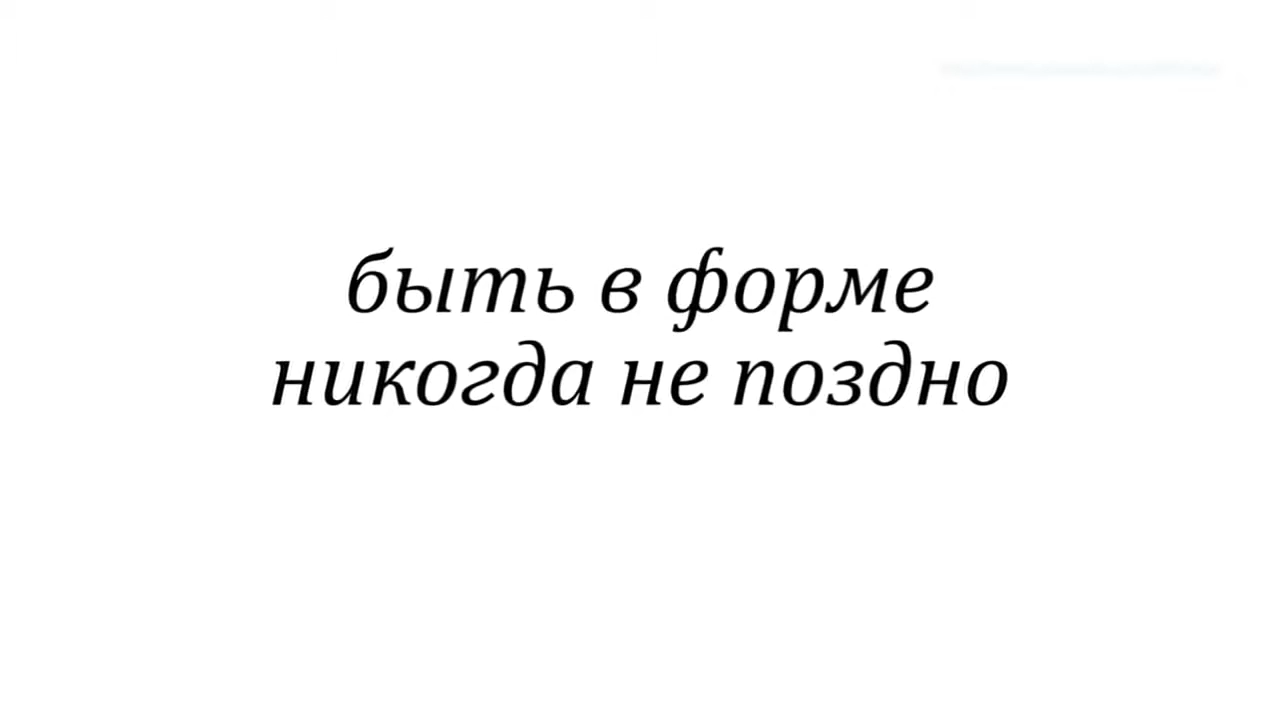 быть в форме
никогда не поздно